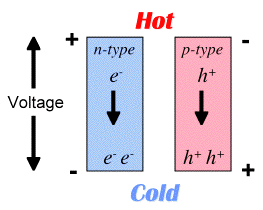 Hot
+ -
n-type p-type
e⁻ h⁺
Voltage
e⁻ e⁻ h⁺ h⁺
- +
Cold